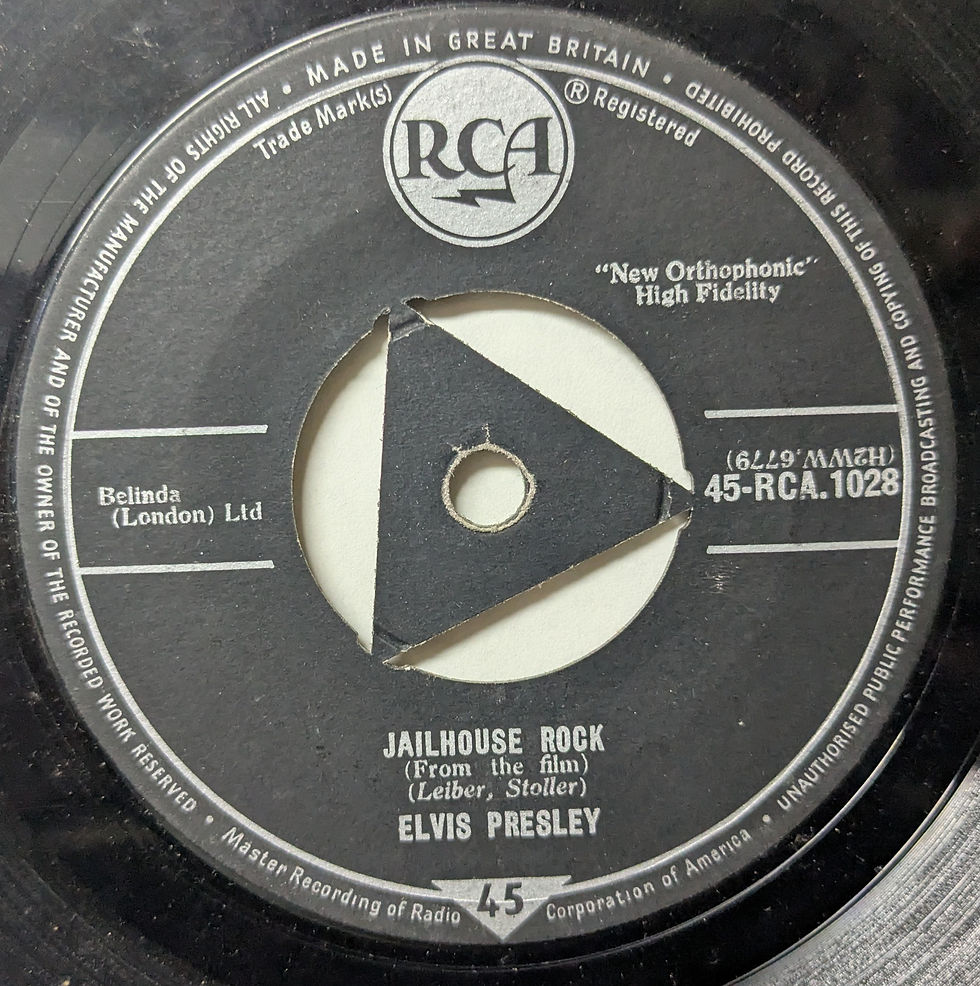 ALL RIGHTS OF THE MANUFACTURER AND OF THE OWNER OF THE RECORDED WORK RESERVED • MADE IN GREAT BRITAIN • UNAUTHORISED PUBLIC PERFORMANCE BROADCASTING AND COPYING OF THIS RECORD PROHIBITED •
Trade Mark(s)
RCA
® Registered
"New Orthophonic"
High Fidelity
Belinda
(London) Ltd
(H2WW.6779)
45-RCA.1028
JAILHOUSE ROCK
(From the film)
(Leiber, Stoller)
ELVIS PRESLEY
• Master Recording of Radio Corporation of America •
45